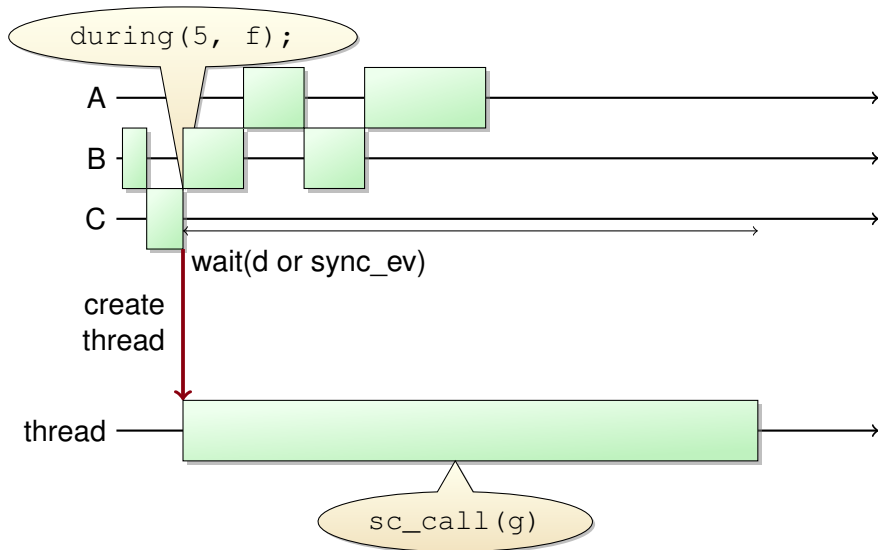 during(5, f);
A
B
C
wait(d or sync_ev)
create
thread
thread
sc_call(g)